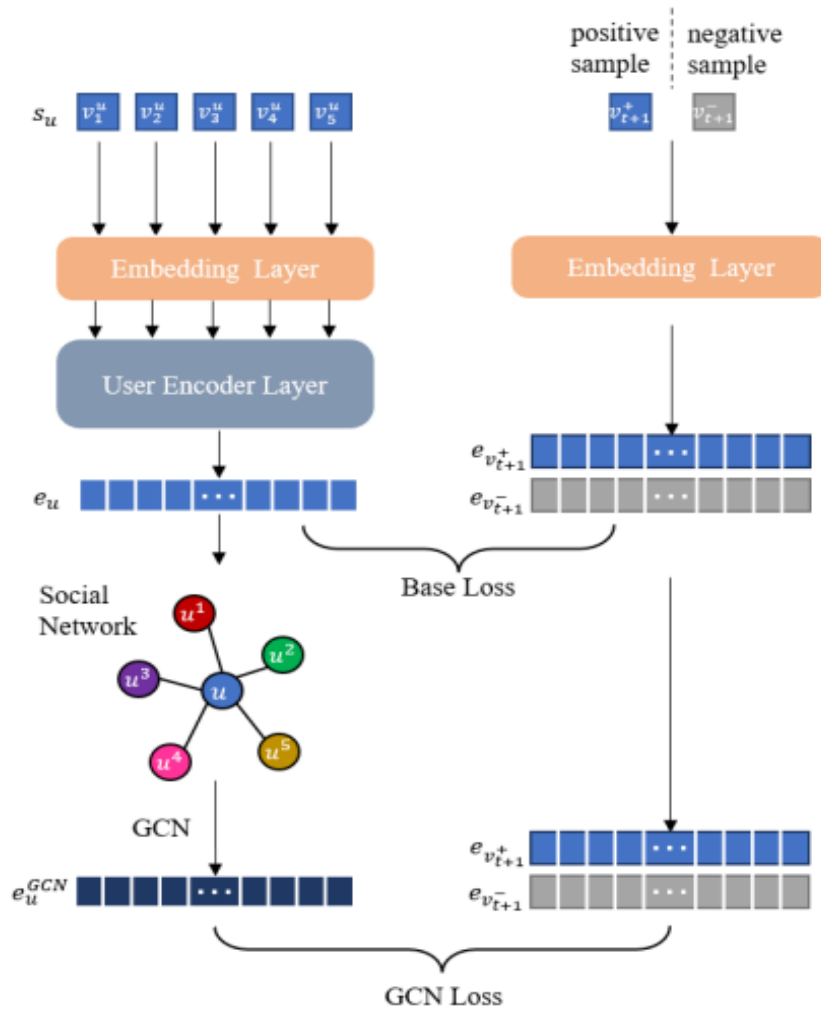 positive negative
sample sample
s_u v_1^u v_2^u v_3^u v_4^u v_5^u v_{t+1}^+ v_{t+1}^-
Embedding Layer Embedding Layer
User Encoder Layer
e_{v_{t+1}^+} ...
e_u ... e_{v_{t+1}^-} ...
Base Loss
Social
Network
u^1
u^2
u^3
u
u^4
u^5
GCN
e_{v_{t+1}^+} ...
e_u^{GCN} ... e_{v_{t+1}^-} ...
GCN Loss